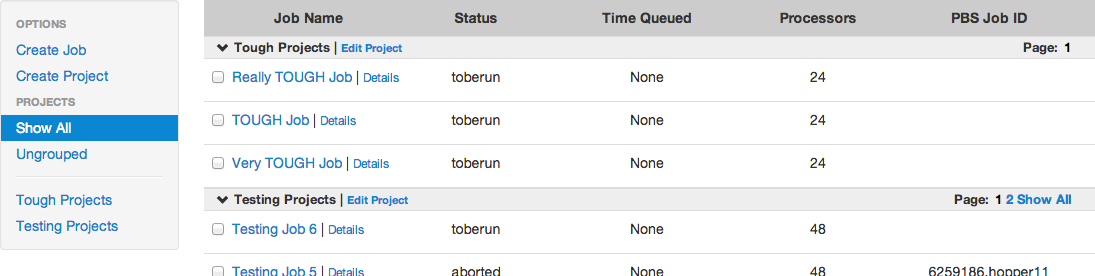 OPTIONS
Create Job
Create Project
PROJECTS
Show All
Ungrouped
Tough Projects
Testing Projects
Job Name Status Time Queued Processors PBS Job ID
Tough Projects | Edit Project Page: 1
Really TOUGH Job | Details toberun None 24
TOUGH Job | Details toberun None 24
Very TOUGH Job | Details toberun None 24
Testing Projects | Edit Project Page: 1 2 Show All
Testing Job 6 | Details toberun None 48
Testing Job 5 | Details aborted None 48 6259186.hopper11